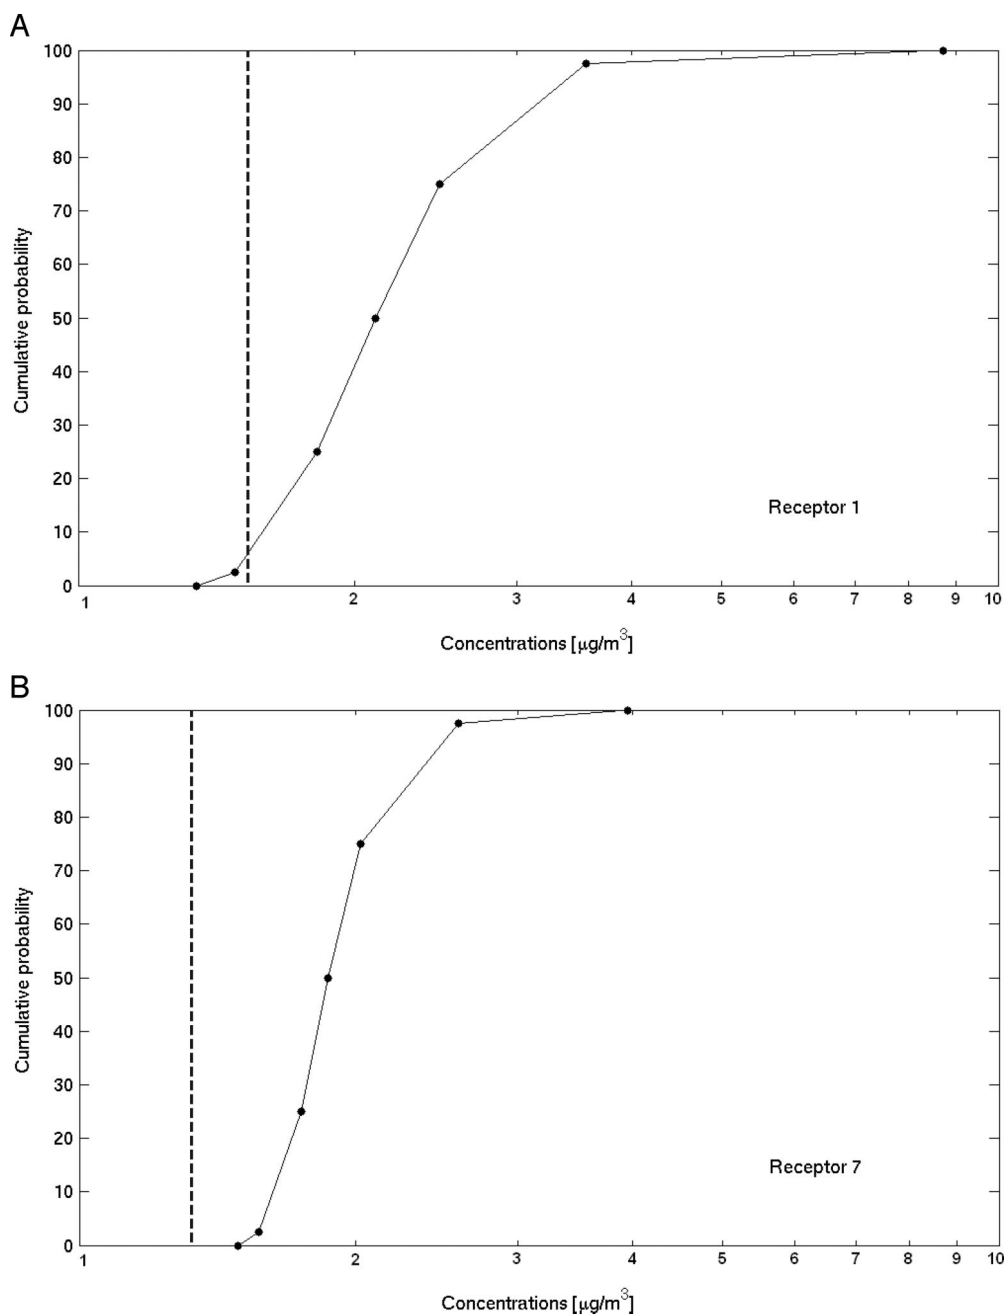 A
100
90
80
70
60
50
40
30
20
10
0
Cumulative probability
Receptor 1
1 2 3 4 5 6 7 8 9 10
Concentrations [μg/m³]
B
100
90
80
70
60
50
40
30
20
10
0
Cumulative probability
Receptor 7
1 2 3 4 5 6 7 8 9 10
Concentrations [μg/m³]